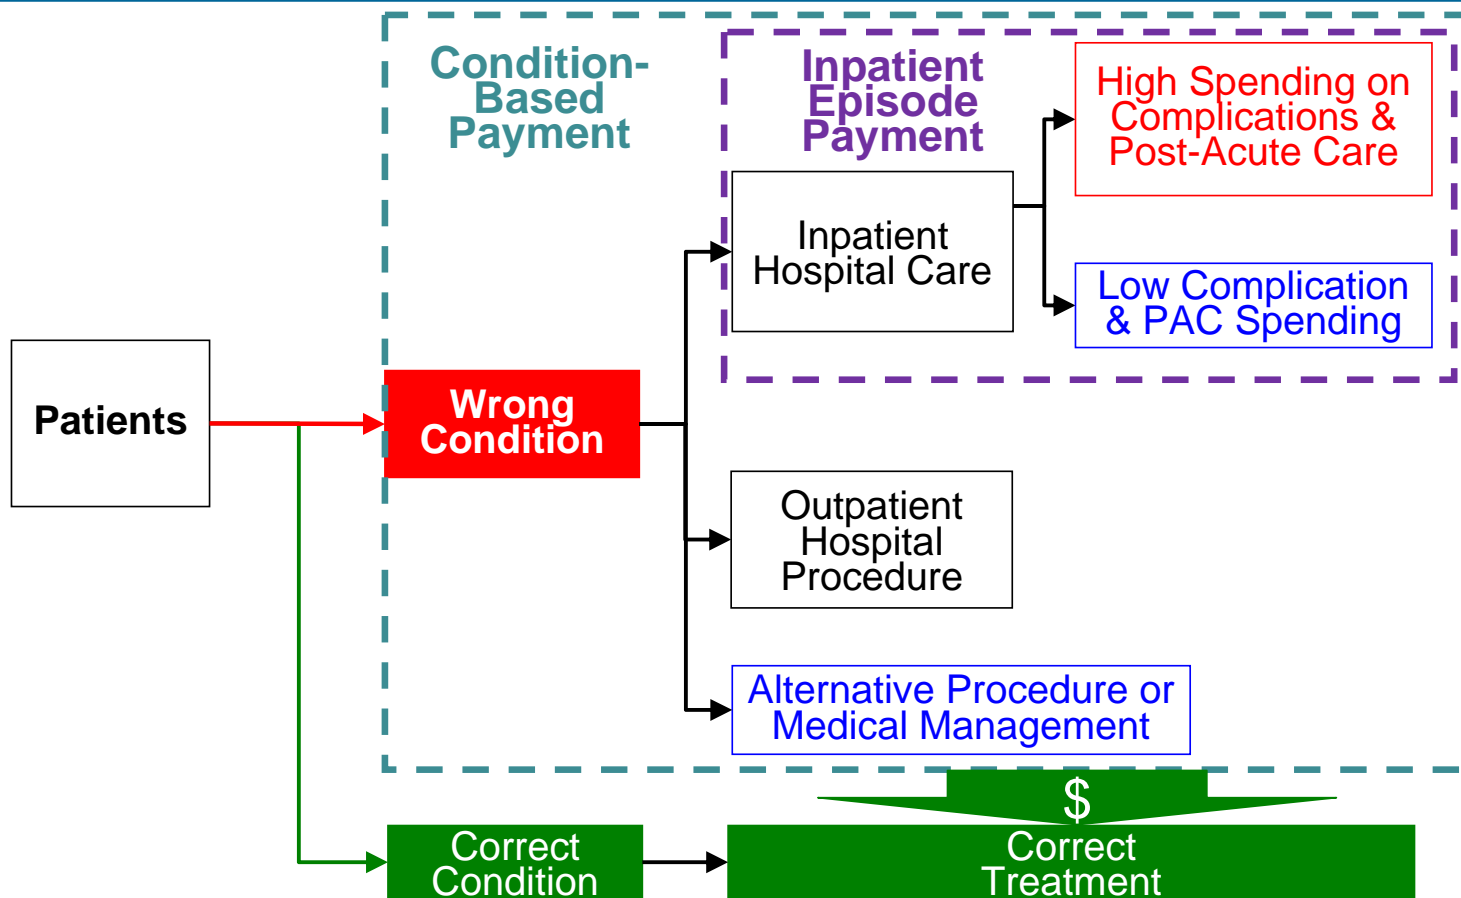 Condition-
Based
Payment
Inpatient
Episode
Payment
High Spending on
Complications &
Post-Acute Care
Inpatient
Hospital Care
Low Complication
& PAC Spending
Patients
Wrong
Condition
Outpatient
Hospital
Procedure
Alternative Procedure or
Medical Management
$
Correct
Condition
Correct
Treatment